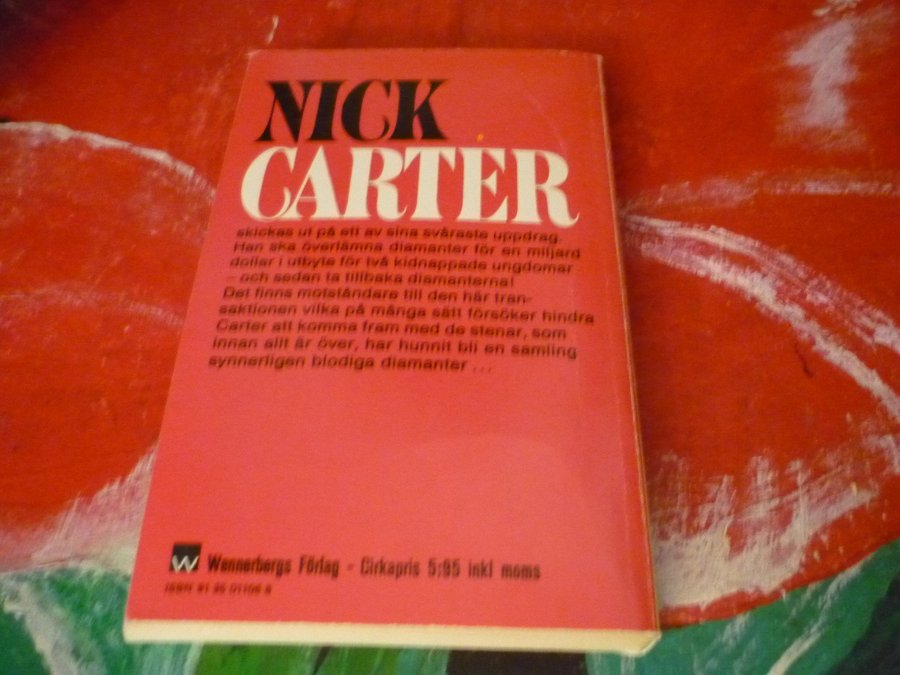 NICK
CARTER
skickas ut på ett av sina svåraste uppdrag.
Han ska överlämna diamanter för en miljard
dollar i utbyte för två kidnappade ungdomar
– och sedan ta tillbaka diamanterna!
Det finns motståndare till den här tran-
saktionen vilka på många sätt försöker hindra
Carter att komma fram med de stenar, som
innan allt är över, har hunnit bli en samling
synnerligen blodiga diamanter ...
W Wennerbergs Förlag - Cirkapris 5:95 inkl moms
ISBN 91